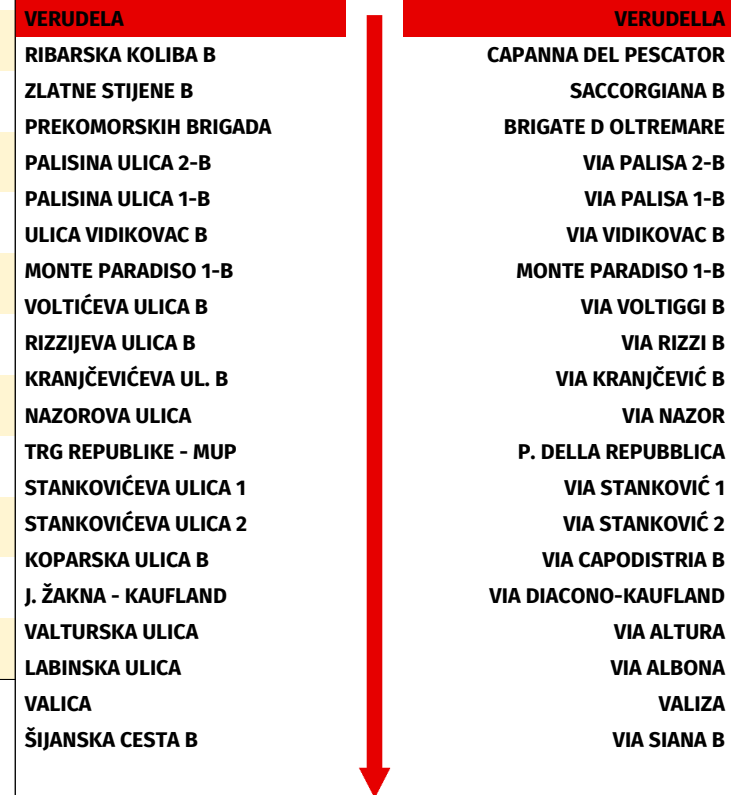 VERUDELA VERUDELLA
RIBARSKA KOLIBA B CAPANNA DEL PESCATOR
ZLATNE STIJENE B SACCORGIANA B
PREKOMORSKIH BRIGADA BRIGATE D OLTREMARE
PALISINA ULICA 2-B VIA PALISA 2-B
PALISINA ULICA 1-B VIA PALISA 1-B
ULICA VIDIKOVAC B VIA VIDIKOVAC B
MONTE PARADISO 1-B MONTE PARADISO 1-B
VOLTIĆEVA ULICA B VIA VOLTIGGI B
RIZZIJEVA ULICA B VIA RIZZI B
KRANJČEVIĆEVA UL. B VIA KRANJČEVIĆ B
NAZOROVA ULICA VIA NAZOR
TRG REPUBLIKE - MUP P. DELLA REPUBBLICA
STANKOVIĆEVA ULICA 1 VIA STANKOVIĆ 1
STANKOVIĆEVA ULICA 2 VIA STANKOVIĆ 2
KOPARSKA ULICA B VIA CAPODISTRIA B
J. ŽAKNA - KAUFLAND VIA DIACONO-KAUFLAND
VALTURSKA ULICA VIA ALTURA
LABINSKA ULICA VIA ALBONA
VALICA VALIZA
ŠIJANSKA CESTA B VIA SIANA B